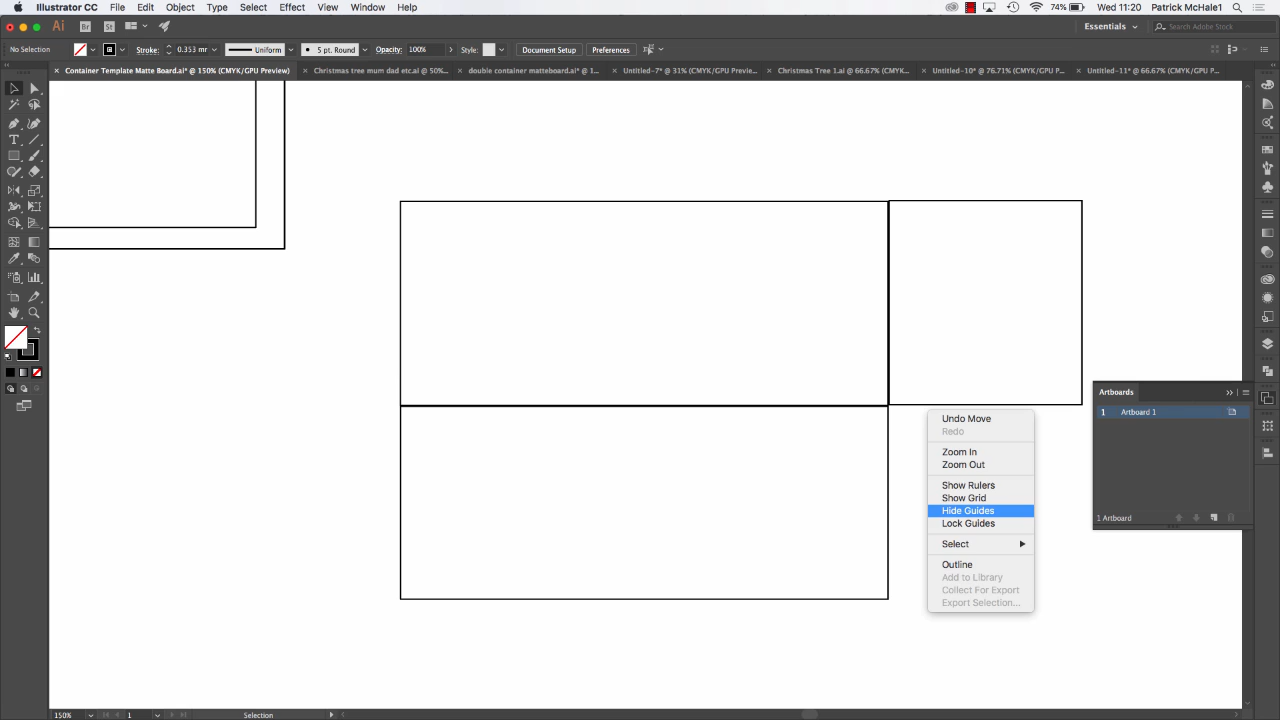 Illustrator CC File Edit Object Type Select Effect View Window Help 74% Wed 11:20 Patrick McHale1
Ai Br St Essentials Search Adobe Stock
No Selection Stroke: 0.353 mr Uniform 5 pt. Round Opacity: 100% Style: Document Setup Preferences
× Container Template Matte Board.ai* @ 150% (CMYK/GPU Preview) × Christmas tree mum dad etc.ai @ 50%... × double container matteboard.ai* @ 1... × Untitled-7* @ 31% (CMYK/GPU Previe... × Christmas Tree 1.ai @ 66.67% (CMYK... × Untitled-10* @ 76.71% (CMYK/GPU P... × Untitled-11* @ 66.67% (CMYK/GPU P...
Artboards
1 Artboard 1
1 Artboard
Undo Move
Redo
Zoom In
Zoom Out
Show Rulers
Show Grid
Hide Guides
Lock Guides
Select
Outline
Add to Library
Collect For Export
Export Selection...
150% 1 Selection